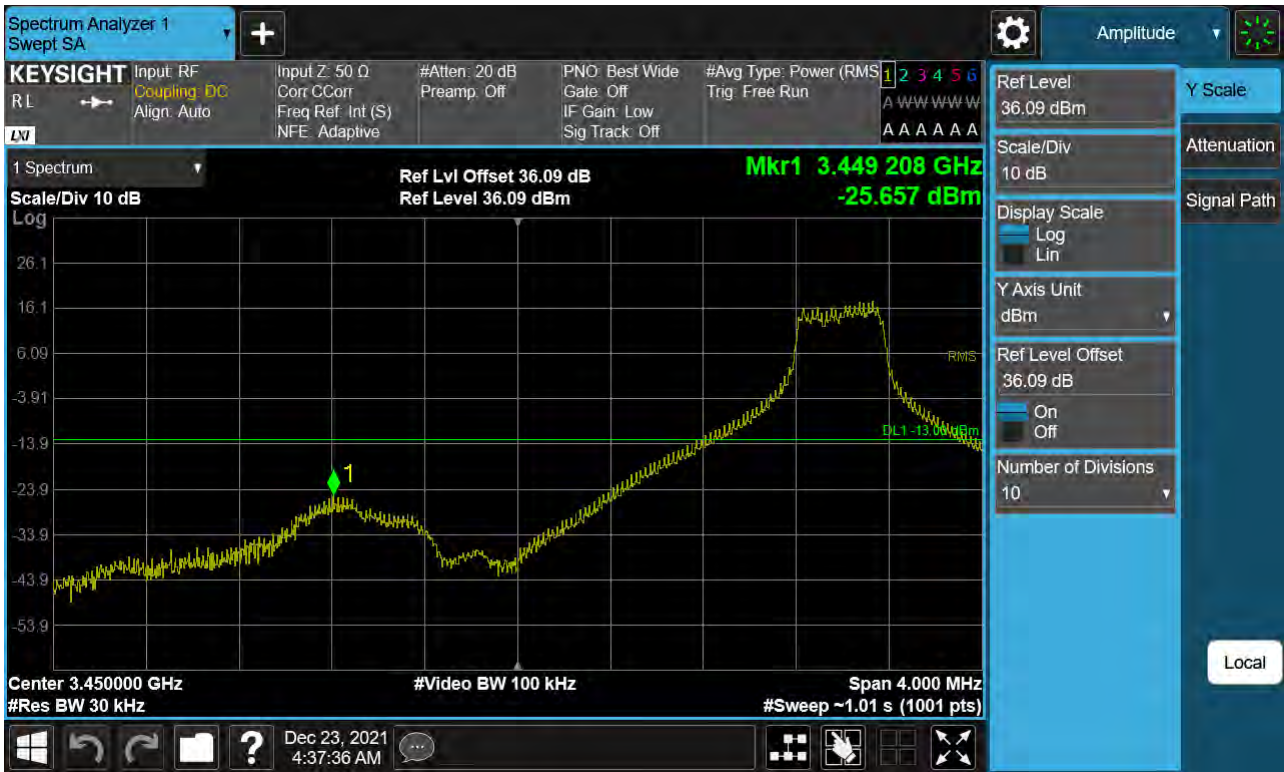 Spectrum Analyzer 1
Swept SA
+
Amplitude
KEYSIGHT
RL
LXI
Input: RF
Coupling: DC
Align: Auto
Input Z: 50 Ω
Corr CCorr
Freq Ref: Int (S)
NFE: Adaptive
#Atten: 20 dB
Preamp: Off
PNO: Best Wide
Gate: Off
IF Gain: Low
Sig Track: Off
#Avg Type: Power (RMS
Trig: Free Run
1 2 3 4 5 6
A W W W W W
A A A A A A
1 Spectrum
Scale/Div 10 dB
Ref Lvl Offset 36.09 dB
Ref Level 36.09 dBm
Mkr1 3.449 208 GHz
-25.657 dBm
Log
26.1
16.1
6.09
-3.91
-13.9
-23.9
-33.9
-43.9
-53.9
1
RMS
DL1 -13.00 dBm
Center 3.450000 GHz
#Res BW 30 kHz
#Video BW 100 kHz
Span 4.000 MHz
#Sweep ~1.01 s (1001 pts)
Ref Level
36.09 dBm
Scale/Div
10 dB
Display Scale
Log
Lin
Y Axis Unit
dBm
Ref Level Offset
36.09 dB
On
Off
Number of Divisions
10
Y Scale
Attenuation
Signal Path
Local
?
Dec 23, 2021
4:37:36 AM